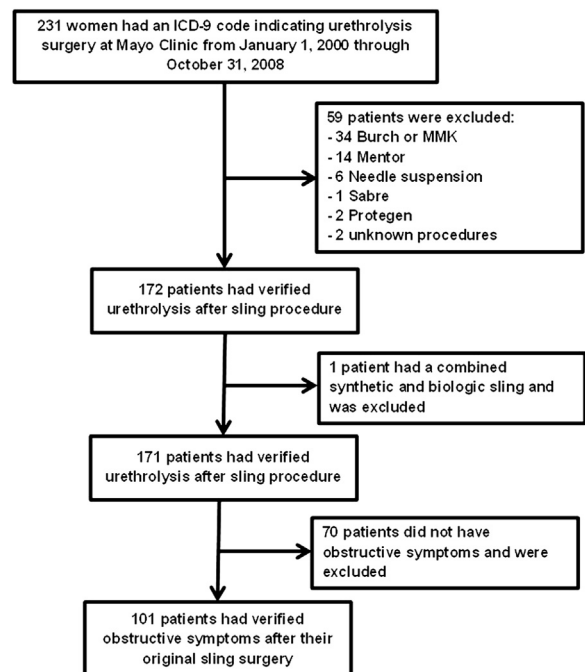 231 women had an ICD-9 code indicating urethrolysis
surgery at Mayo Clinic from January 1, 2000 through
October 31, 2008
59 patients were excluded:
- 34 Burch or MMK
- 14 Mentor
- 6 Needle suspension
- 1 Sabre
- 2 Protegen
- 2 unknown procedures
172 patients had verified
urethrolysis after sling procedure
1 patient had a combined
synthetic and biologic sling and
was excluded
171 patients had verified
urethrolysis after sling procedure
70 patients did not have
obstructive symptoms and were
excluded
101 patients had verified
obstructive symptoms after their
original sling surgery